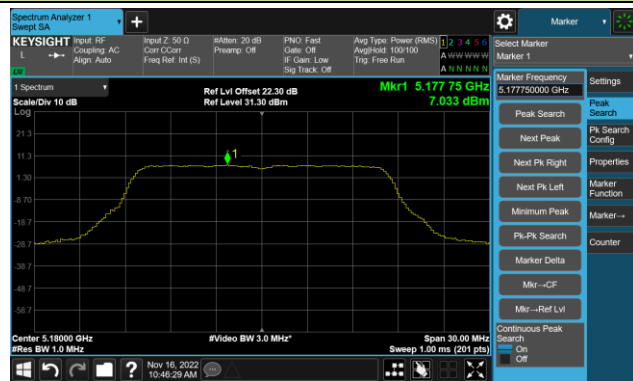 Spectrum Analyzer 1
Swept SA
Marker
KEYSIGHT
L
Input: RF
Coupling: AC
Align: Auto
Input Z: 50 Ω
Corr CCorr
Freq Ref: Int (S)
#Atten: 20 dB
Preamp: Off
PNO: Fast
Gate: Off
IF Gain: Low
Sig Track: Off
Avg Type: Power (RMS)
Avg|Hold: 100/100
Trig: Free Run
1 2 3 4 5 6
A W W W W W
A N N N N N
Select Marker
Marker 1
1 Spectrum
Scale/Div 10 dB
Log
Ref Lvl Offset 22.30 dB
Ref Level 31.30 dBm
Mkr1 5.177 75 GHz
7.033 dBm
21.3
11.3
1.30
-8.70
-18.7
-28.7
-38.7
-48.7
-58.7
1
Center 5.18000 GHz
#Res BW 1.0 MHz
#Video BW 3.0 MHz*
Span 30.00 MHz
Sweep 1.00 ms (201 pts)
Marker Frequency
5.177750000 GHz
Peak Search
Next Peak
Next Pk Right
Next Pk Left
Minimum Peak
Pk-Pk Search
Marker Delta
Mkr→CF
Mkr→Ref Lvl
Continuous Peak
Search
On
Off
Settings
Peak
Search
Pk Search
Config
Properties
Marker
Function
Marker→
Counter
?
Nov 16, 2022
10:46:29 AM